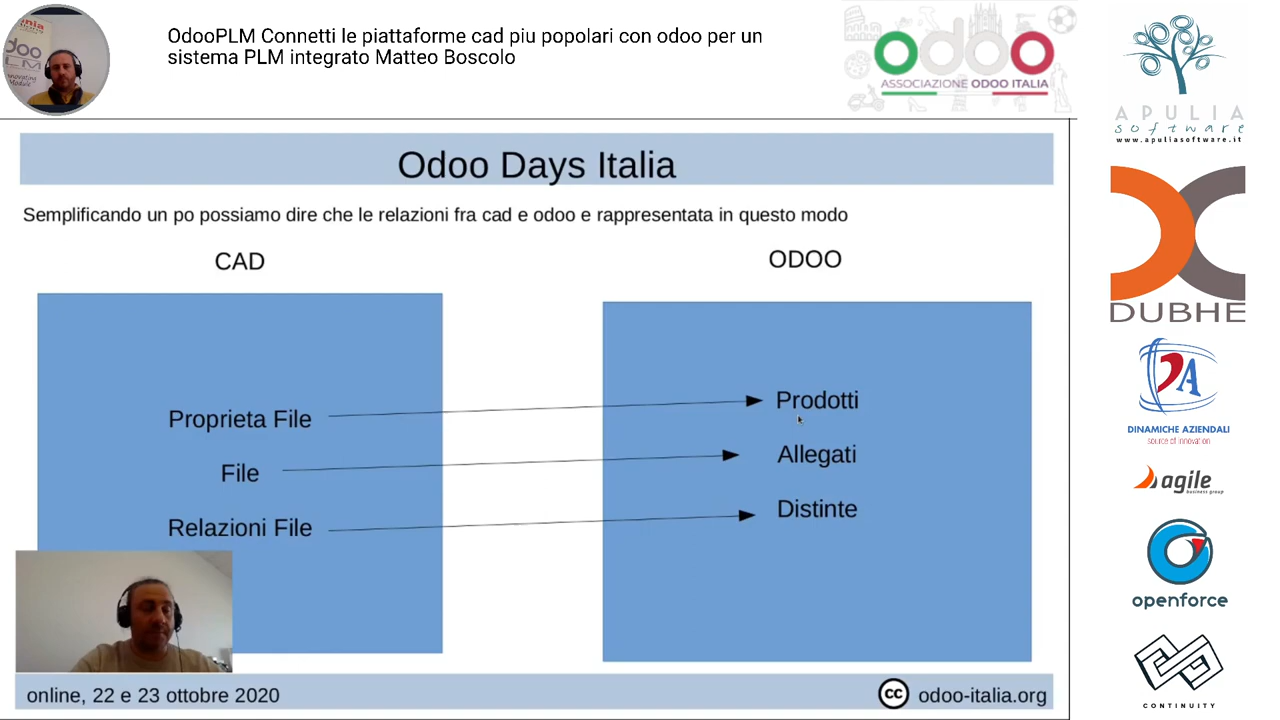 OdooPLM Connetti le piattaforme cad piu popolari con odoo per un
sistema PLM integrato Matteo Boscolo
odoo
ASSOCIAZIONE ODOO ITALIA
APULIA
software
www.apuliasoftware.it
Odoo Days Italia
Semplificando un po possiamo dire che le relazioni fra cad e odoo e rappresentata in questo modo
CAD
ODOO
Proprieta File
Prodotti
File
Allegati
Relazioni File
Distinte
DUBHE
DINAMICHE AZIENDALI
source of innovation
agile
business group
openforce
CONTINUITY
online, 22 e 23 ottobre 2020
cc odoo-italia.org